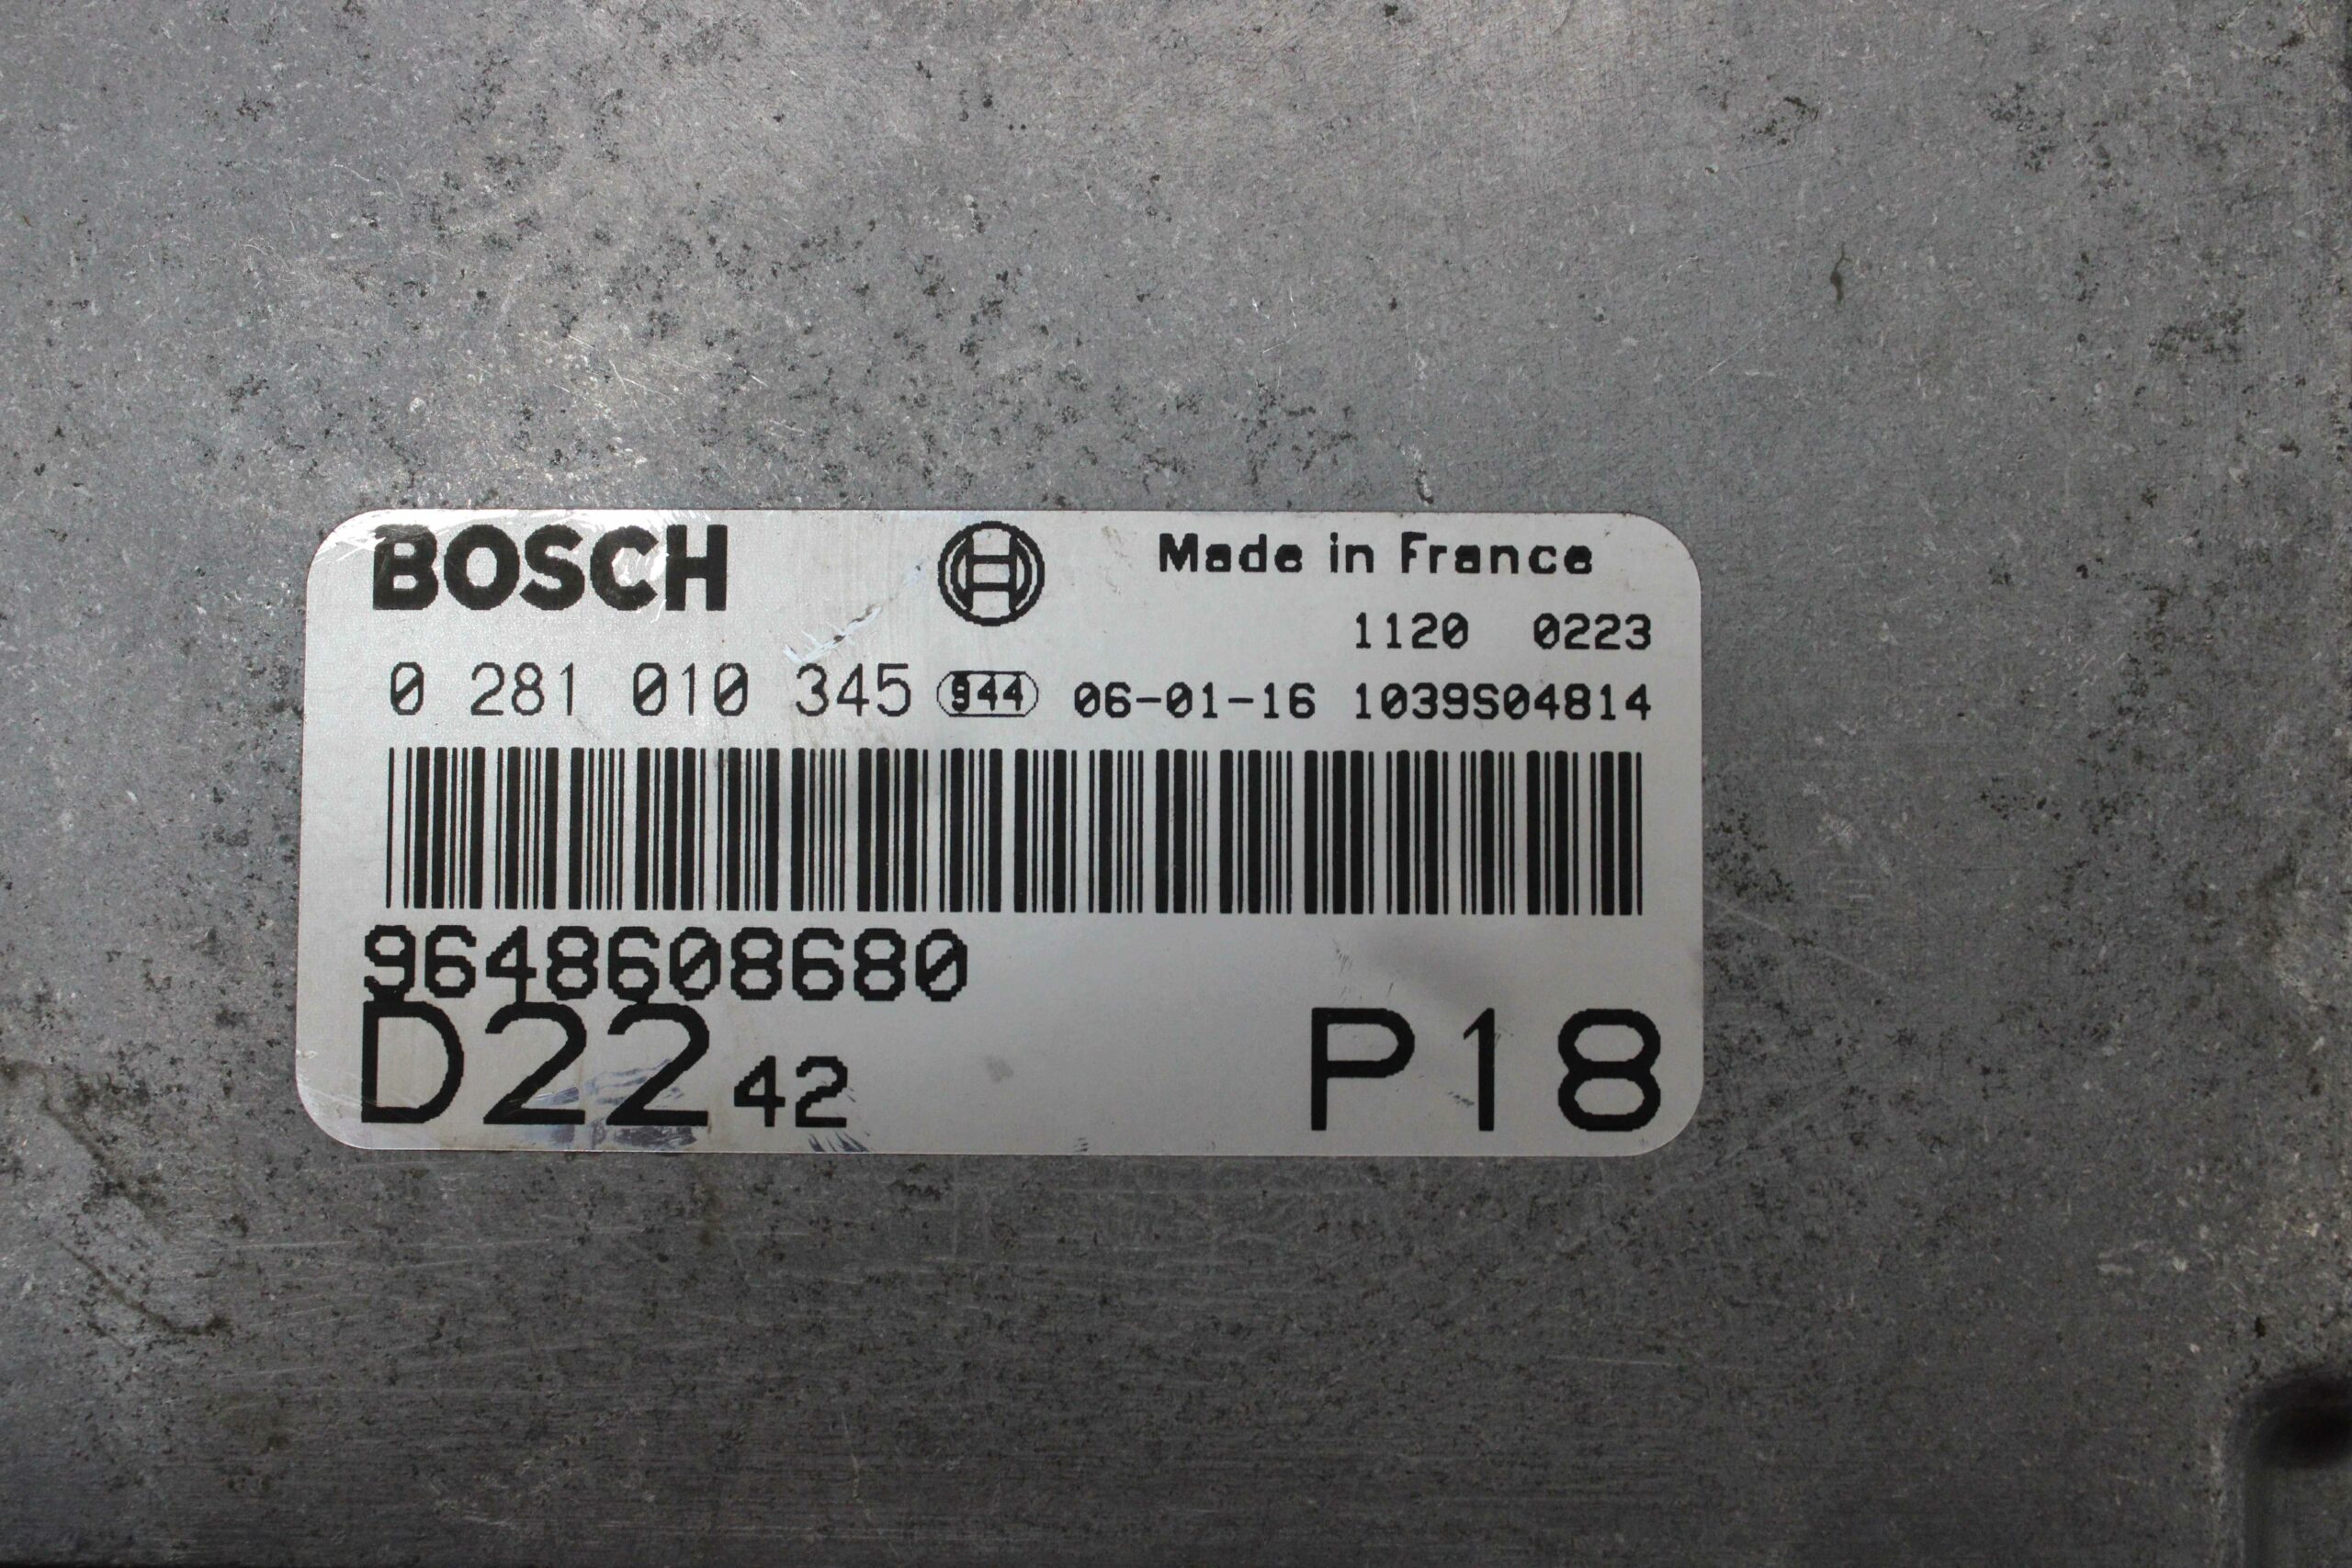 BOSCH Made in France
1120 0223
0 281 010 345 944 06-01-16 1039S04814
9648608680
D22 42 P18